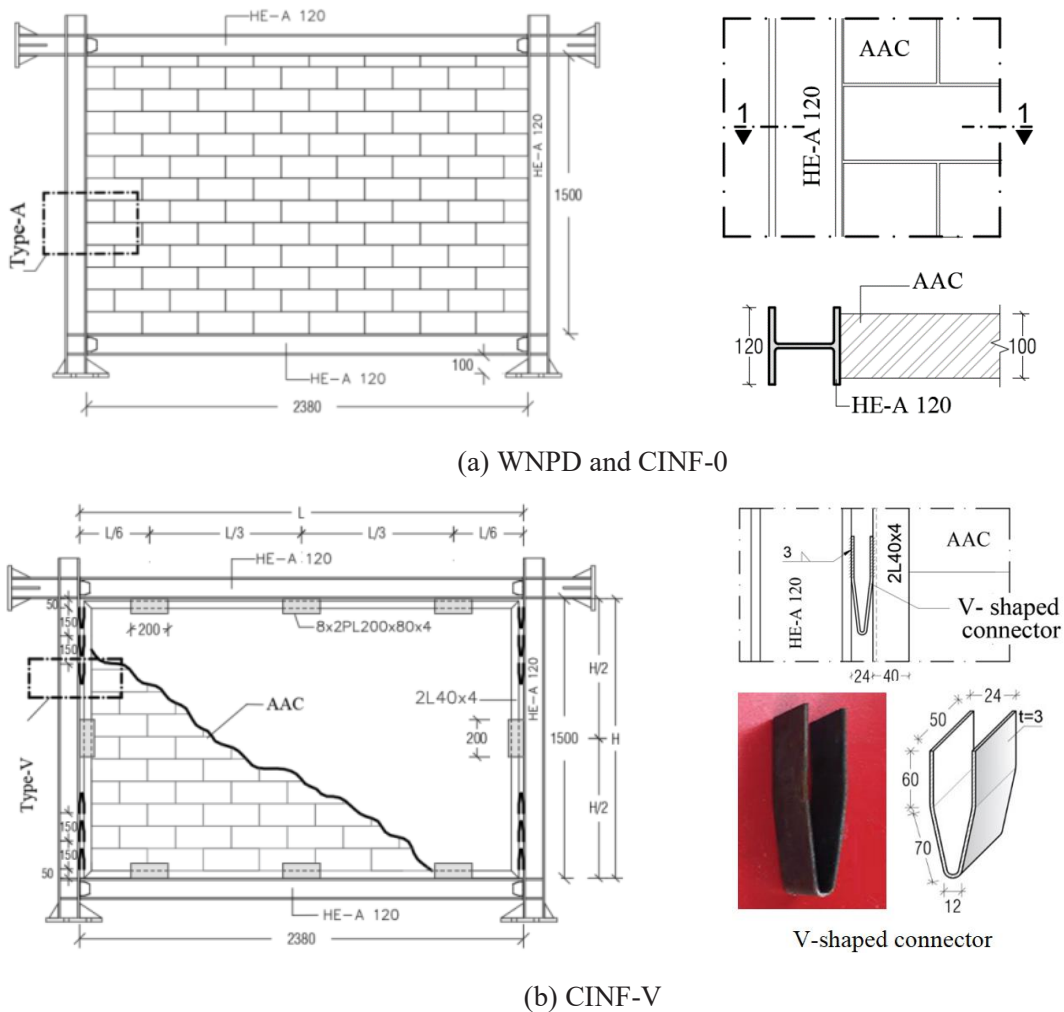 HE-A 120
Type-A
HE-A 120
1500
100
HE-A 120
2380
AAC
HE-A 120
1
1
AAC
120
100
HE-A 120
(a) WNPD and CINF-0
L
L/6
L/3
L/3
L/6
HE-A 120
50
150
150
200
8x2PL200x80x4
HE-A 120
2L40x4
AAC
200
Type-V
1500
H/2
H
H/2
150
150
50
HE-A 120
2380
3
HE-A 120
2L40x4
AAC
V- shaped
connector
24
40
24
50
t=3
60
70
12
V-shaped connector
(b) CINF-V